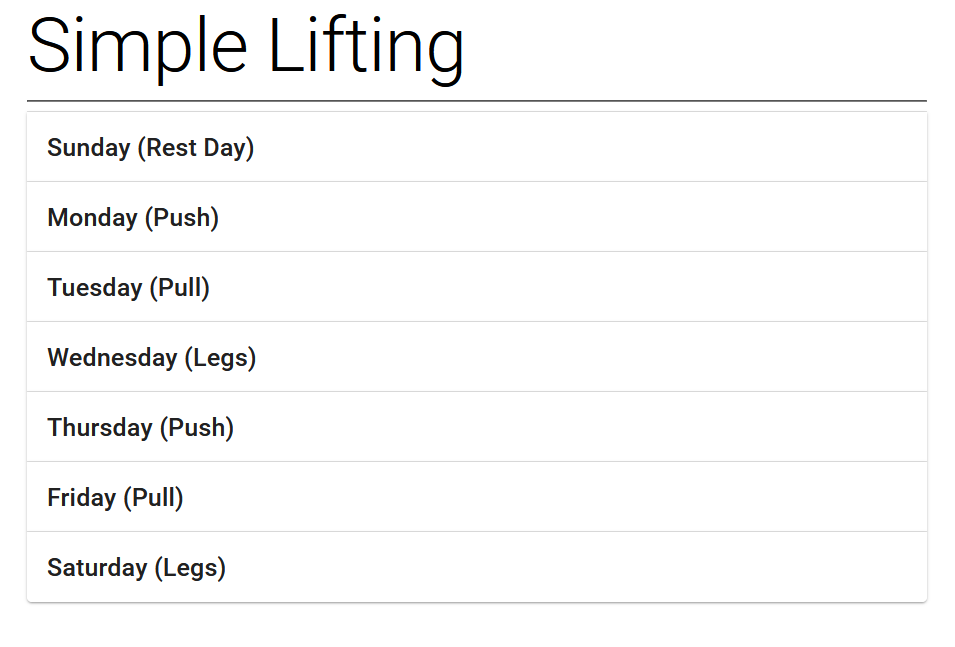 Simple Lifting
Sunday (Rest Day)
Monday (Push)
Tuesday (Pull)
Wednesday (Legs)
Thursday (Push)
Friday (Pull)
Saturday (Legs)